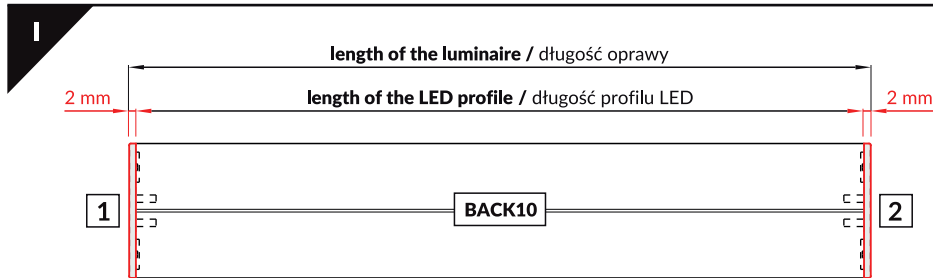 I
length of the luminaire / długość oprawy
2 mm
length of the LED profile / długość profilu LED
2 mm
1
BACK10
2